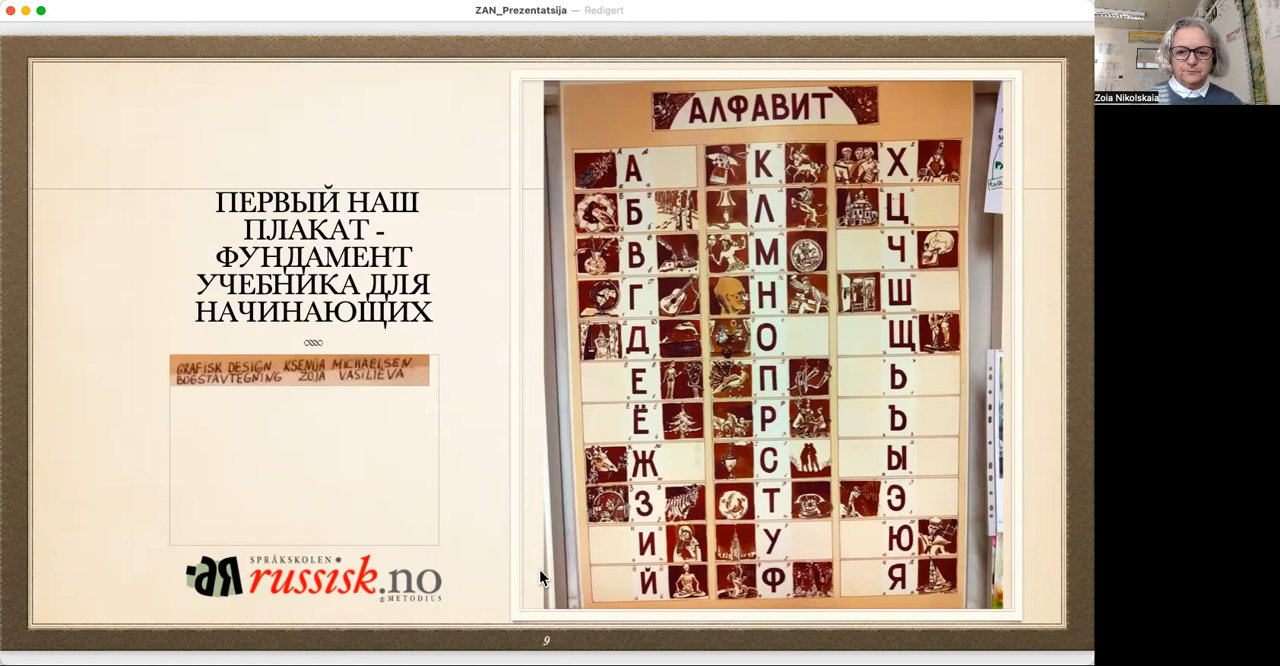 ZAN_Prezentatsija — Redigert
Zoia Nikolskaia
ПЕРВЫЙ НАШ
ПЛАКАТ -
ФУНДАМЕНТ
УЧЕБНИКА ДЛЯ
НАЧИНАЮЩИХ
GRAFISK DESIGN KSENIJA MICHAELSEN
BOGSTAVTEGNING ZOJA VASILIEVA
SPRÅKSKOLEN
russisk.no
@METODIUS
АЛФАВИТ
А К Х
Б Л Ц
В М Ч
Г Н Ш
Д О Щ
Е П Ь
Ё Р Ъ
Ж С Ы
З Т Э
И У Ю
Й Ф Я
9